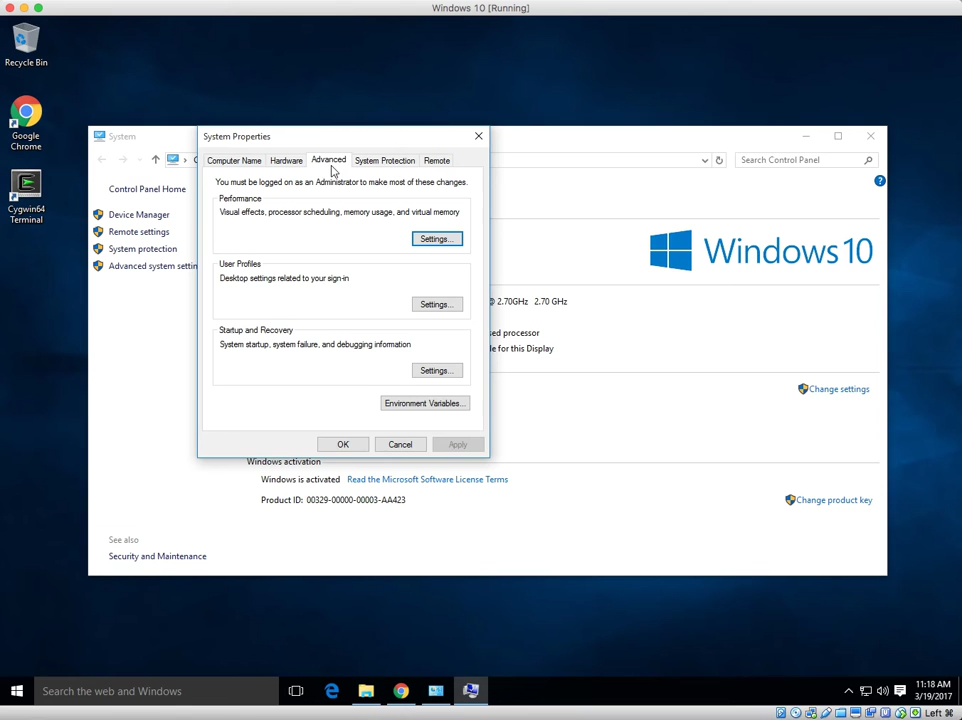 Windows 10 [Running]
Recycle Bin
Google
Chrome
Cygwin64
Terminal
System
Search Control Panel
Control Panel Home
Device Manager
Remote settings
System protection
Advanced system settin
System Properties
Computer Name
Hardware
Advanced
System Protection
Remote
You must be logged on as an Administrator to make most of these changes.
Performance
Visual effects, processor scheduling, memory usage, and virtual memory
Settings...
User Profiles
Desktop settings related to your sign-in
Settings...
Startup and Recovery
System startup, system failure, and debugging information
Settings...
Environment Variables...
OK
Cancel
Apply
Windows 10
@ 2.70GHz 2.70 GHz
sed processor
le for this Display
Change settings
Windows activation
Windows is activated Read the Microsoft Software License Terms
Product ID: 00329-00000-00003-AA423
Change product key
See also
Security and Maintenance
Search the web and Windows
11:18 AM
3/19/2017
Left ⌘